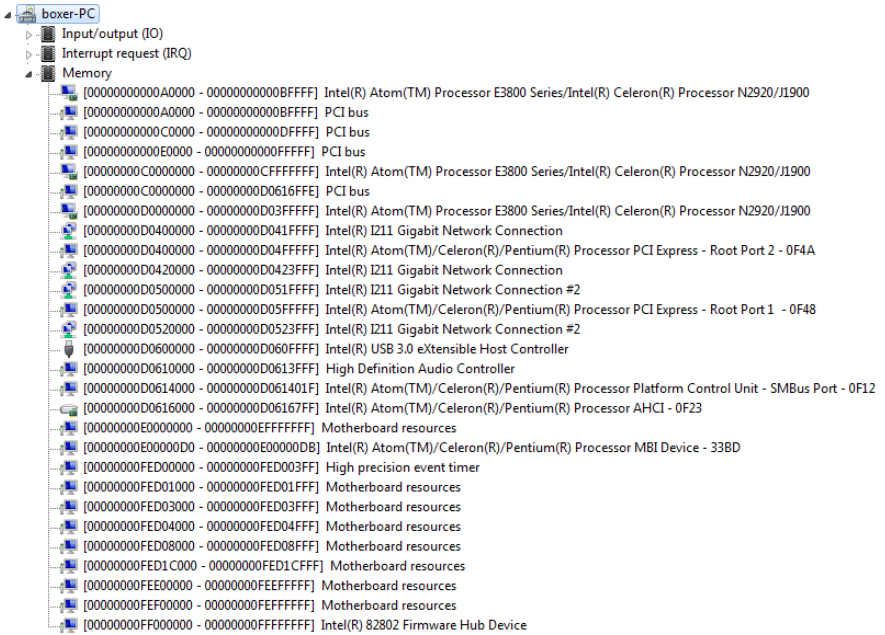 boxer-PC
Input/output (IO)
Interrupt request (IRQ)
Memory
[00000000000A0000 - 00000000000BFFFF] Intel(R) Atom(TM) Processor E3800 Series/Intel(R) Celeron(R) Processor N2920/J1900
[00000000000A0000 - 00000000000BFFFF] PCI bus
[00000000000C0000 - 00000000000DFFFF] PCI bus
[00000000000E0000 - 00000000000FFFFF] PCI bus
[00000000C0000000 - 00000000CFFFFFFF] Intel(R) Atom(TM) Processor E3800 Series/Intel(R) Celeron(R) Processor N2920/J1900
[00000000C0000000 - 00000000D0616FFE] PCI bus
[00000000D0000000 - 00000000D03FFFFF] Intel(R) Atom(TM) Processor E3800 Series/Intel(R) Celeron(R) Processor N2920/J1900
[00000000D0400000 - 00000000D041FFFF] Intel(R) I211 Gigabit Network Connection
[00000000D0400000 - 00000000D04FFFFF] Intel(R) Atom(TM)/Celeron(R)/Pentium(R) Processor PCI Express - Root Port 2 - 0F4A
[00000000D0420000 - 00000000D0423FFF] Intel(R) I211 Gigabit Network Connection
[00000000D0500000 - 00000000D051FFFF] Intel(R) I211 Gigabit Network Connection #2
[00000000D0500000 - 00000000D05FFFFF] Intel(R) Atom(TM)/Celeron(R)/Pentium(R) Processor PCI Express - Root Port 1 - 0F48
[00000000D0520000 - 00000000D0523FFF] Intel(R) I211 Gigabit Network Connection #2
[00000000D0600000 - 00000000D060FFFF] Intel(R) USB 3.0 eXtensible Host Controller
[00000000D0610000 - 00000000D0613FFF] High Definition Audio Controller
[00000000D0614000 - 00000000D061401F] Intel(R) Atom(TM)/Celeron(R)/Pentium(R) Processor Platform Control Unit - SMBus Port - 0F12
[00000000D0616000 - 00000000D06167FF] Intel(R) Atom(TM)/Celeron(R)/Pentium(R) Processor AHCI - 0F23
[00000000E0000000 - 00000000EFFFFFFF] Motherboard resources
[00000000E00000D0 - 00000000E00000DB] Intel(R) Atom(TM)/Celeron(R)/Pentium(R) Processor MBI Device - 33BD
[00000000FED00000 - 00000000FED003FF] High precision event timer
[00000000FED01000 - 00000000FED01FFF] Motherboard resources
[00000000FED03000 - 00000000FED03FFF] Motherboard resources
[00000000FED04000 - 00000000FED04FFF] Motherboard resources
[00000000FED08000 - 00000000FED08FFF] Motherboard resources
[00000000FED1C000 - 00000000FED1CFFF] Motherboard resources
[00000000FEE00000 - 00000000FEEFFFFF] Motherboard resources
[00000000FEF00000 - 00000000FEFFFFFF] Motherboard resources
[00000000FF000000 - 00000000FFFFFFFF] Intel(R) 82802 Firmware Hub Device